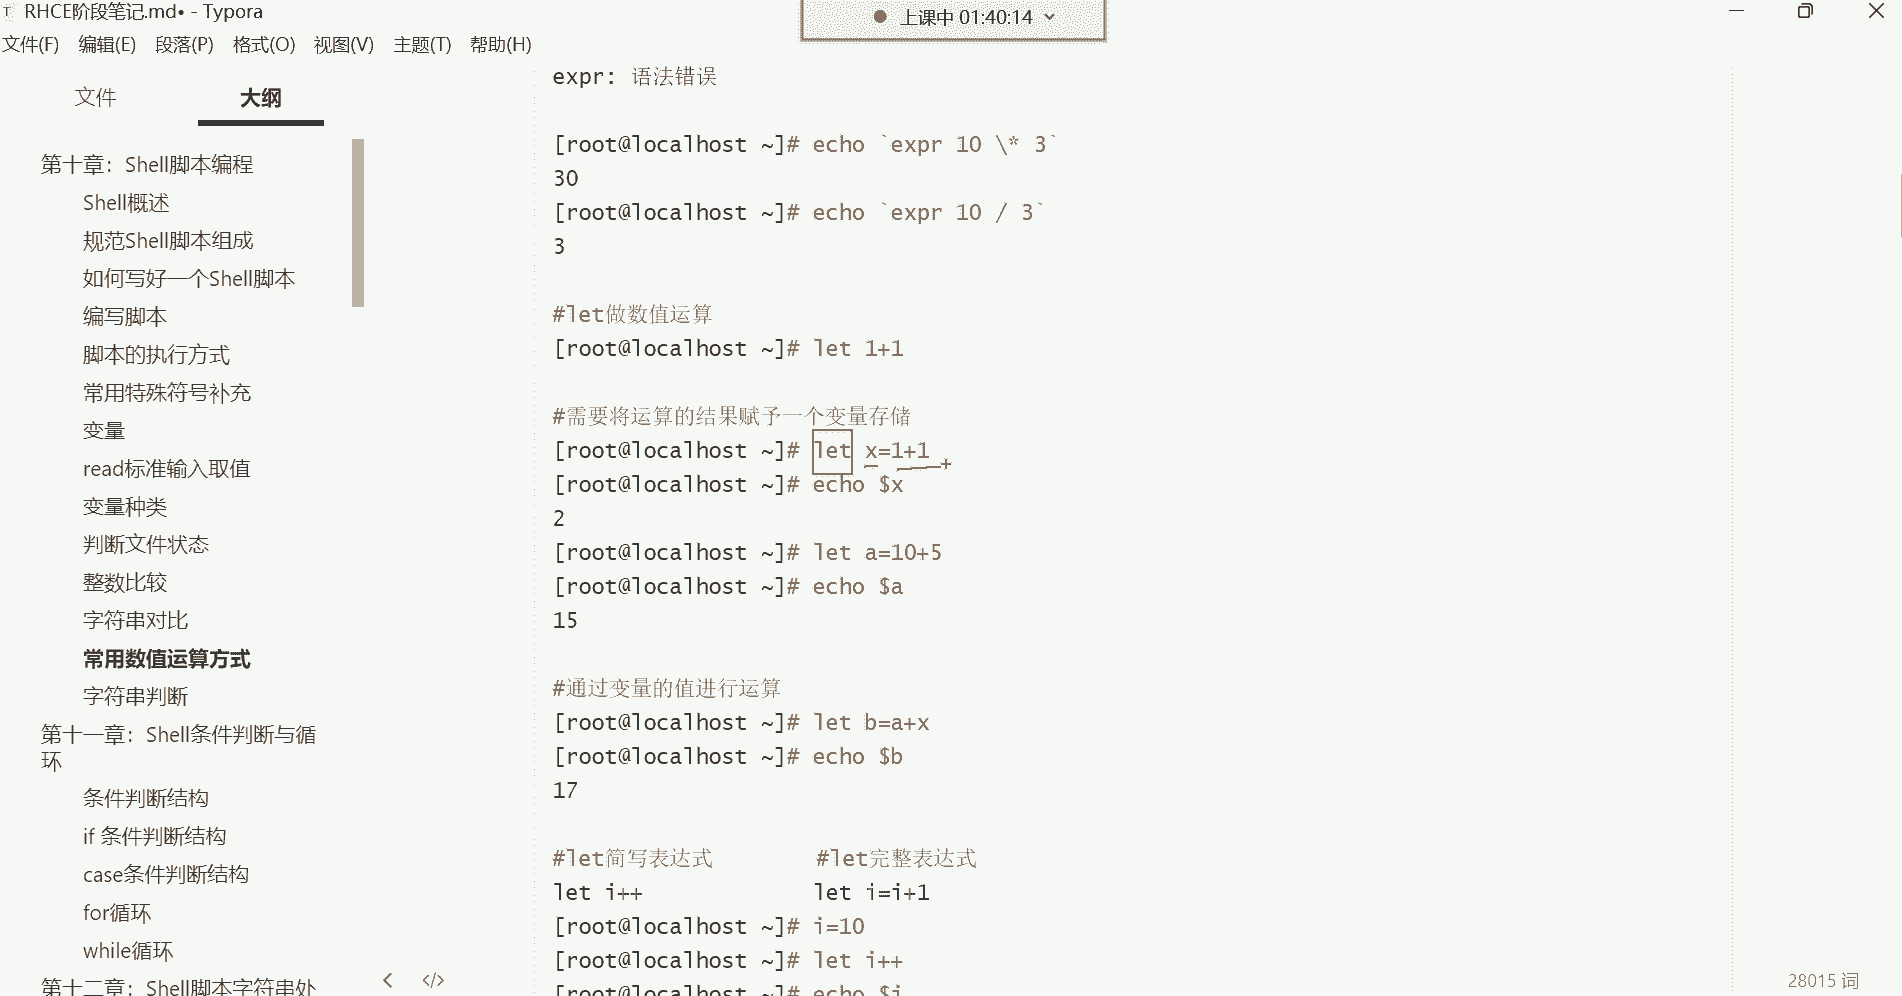 RHCE阶段笔记.md• - Typora
上课中 01:40:14
文件(F) 编辑(E) 段落(P) 格式(O) 视图(V) 主题(T) 帮助(H)
文件 大纲
第十章：Shell脚本编程
Shell概述
规范Shell脚本组成
如何写好一个Shell脚本
编写脚本
脚本的执行方式
常用特殊符号补充
变量
read标准输入取值
变量种类
判断文件状态
整数比较
字符串对比
常用数值运算方式
字符串判断
第十一章：Shell条件判断与循
环
条件判断结构
if 条件判断结构
case条件判断结构
for循环
while循环
第十二章：Shell脚本字符串处
expr: 语法错误
[root@localhost ~]# echo `expr 10 \* 3`
30
[root@localhost ~]# echo `expr 10 / 3`
3
#let做数值运算
[root@localhost ~]# let 1+1
#需要将运算的结果赋予一个变量存储
[root@localhost ~]# let x=1+1
[root@localhost ~]# echo $x
2
[root@localhost ~]# let a=10+5
[root@localhost ~]# echo $a
15
#通过变量的值进行运算
[root@localhost ~]# let b=a+x
[root@localhost ~]# echo $b
17
#let简写表达式 #let完整表达式
let i++ let i=i+1
[root@localhost ~]# i=10
[root@localhost ~]# let i++
[root@localhost ~]# echo $i
28015 词